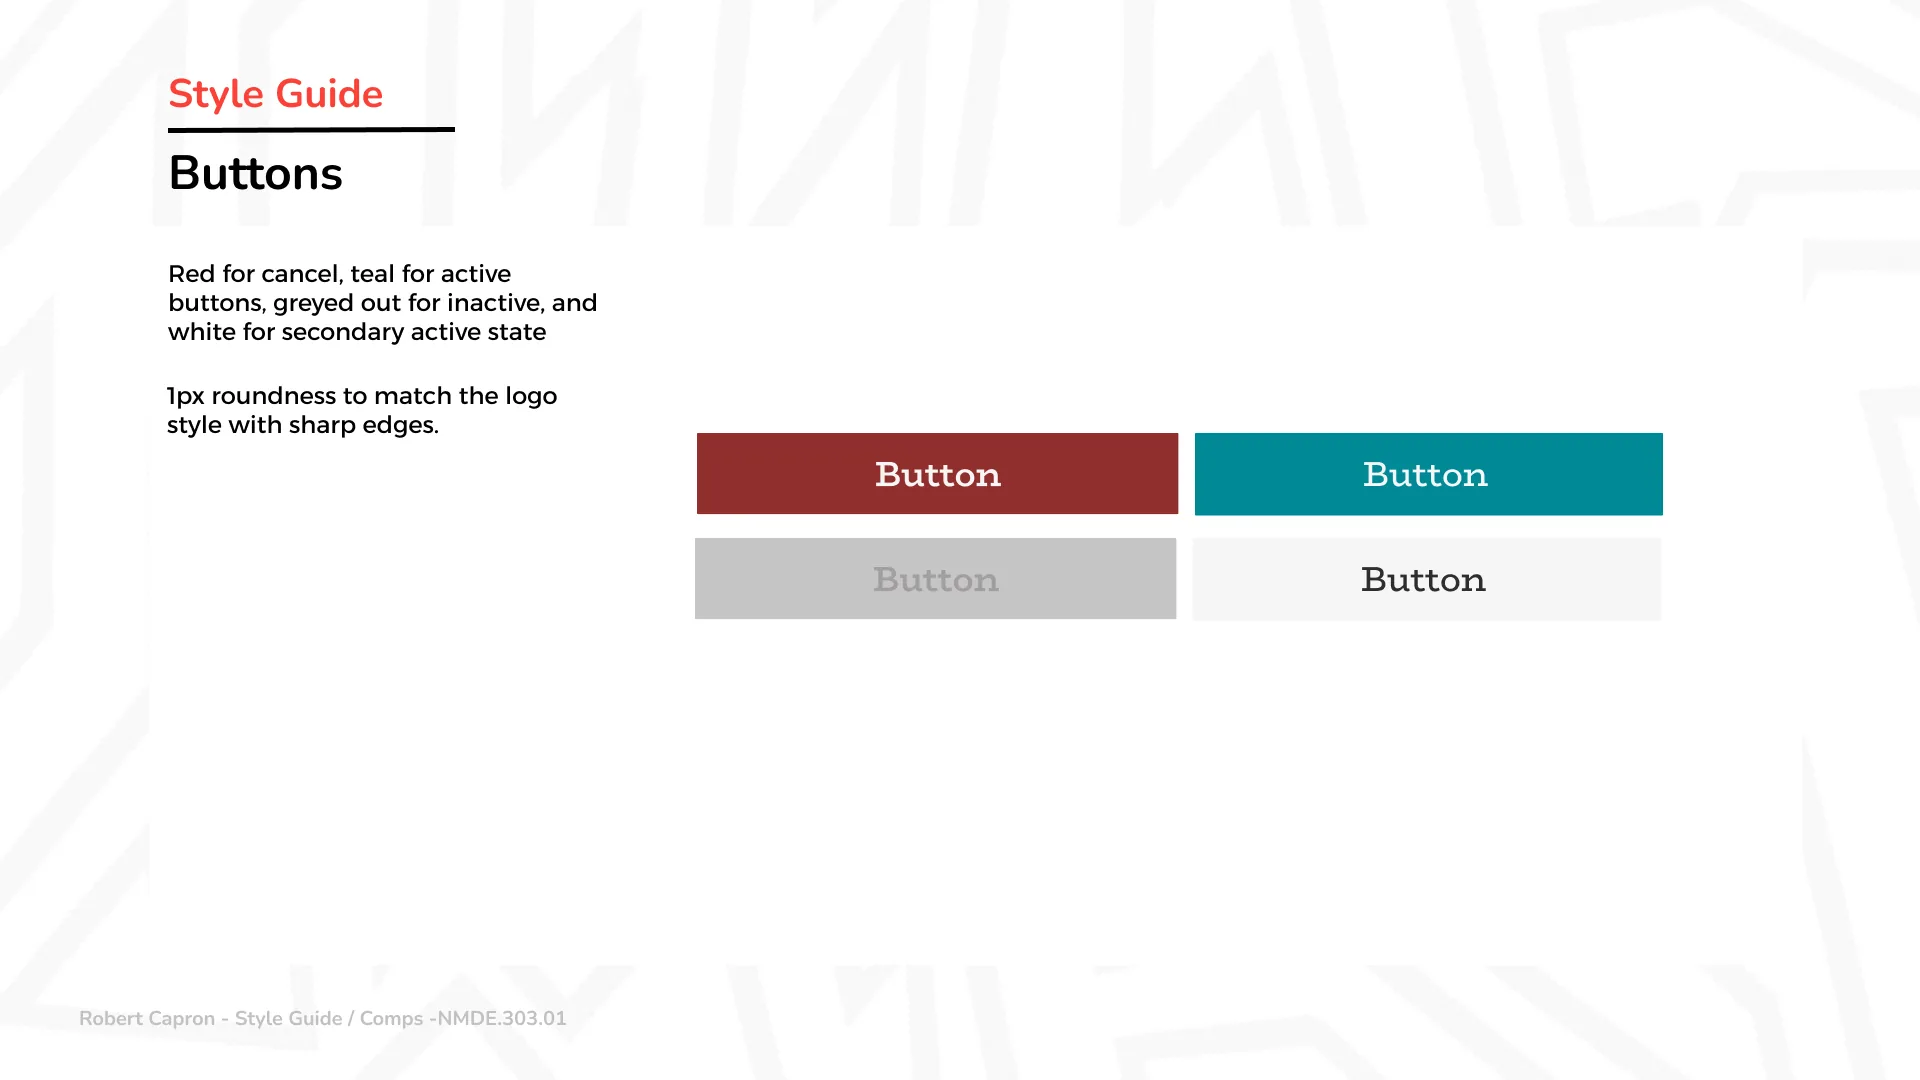 Style Guide
Buttons
Red for cancel, teal for active
buttons, greyed out for inactive, and
white for secondary active state
1px roundness to match the logo
style with sharp edges.
Button
Button
Button
Button
Robert Capron - Style Guide / Comps -NMDE.303.01